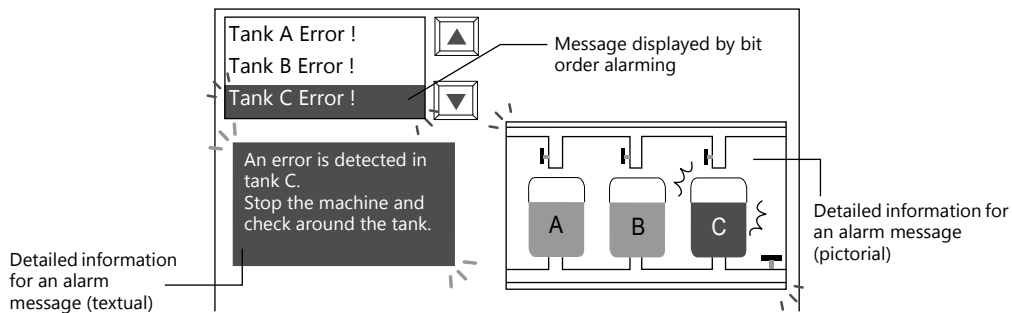 Tank A Error !
Tank B Error !
Tank C Error !
Message displayed by bit
order alarming
An error is detected in
tank C.
Stop the machine and
check around the tank.
A
B
C
Detailed information for
an alarm message
(pictorial)
Detailed information
for an alarm
message (textual)